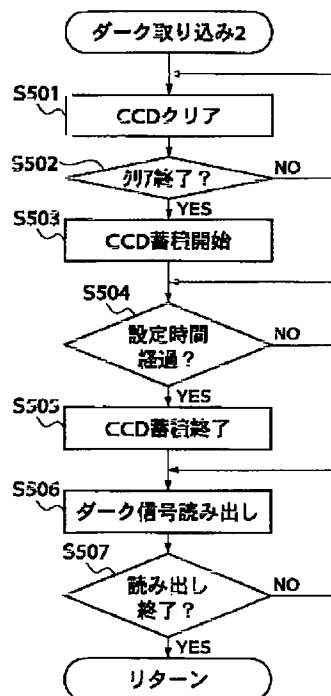 ダーク取り込み2
S501
CCDクリア
S502
クリア終了？
NO
YES
S503
CCD蓄積開始
S504
設定時間
経過？
NO
YES
S505
CCD蓄積終了
S506
ダーク信号読み出し
S507
読み出し
終了？
NO
YES
リターン